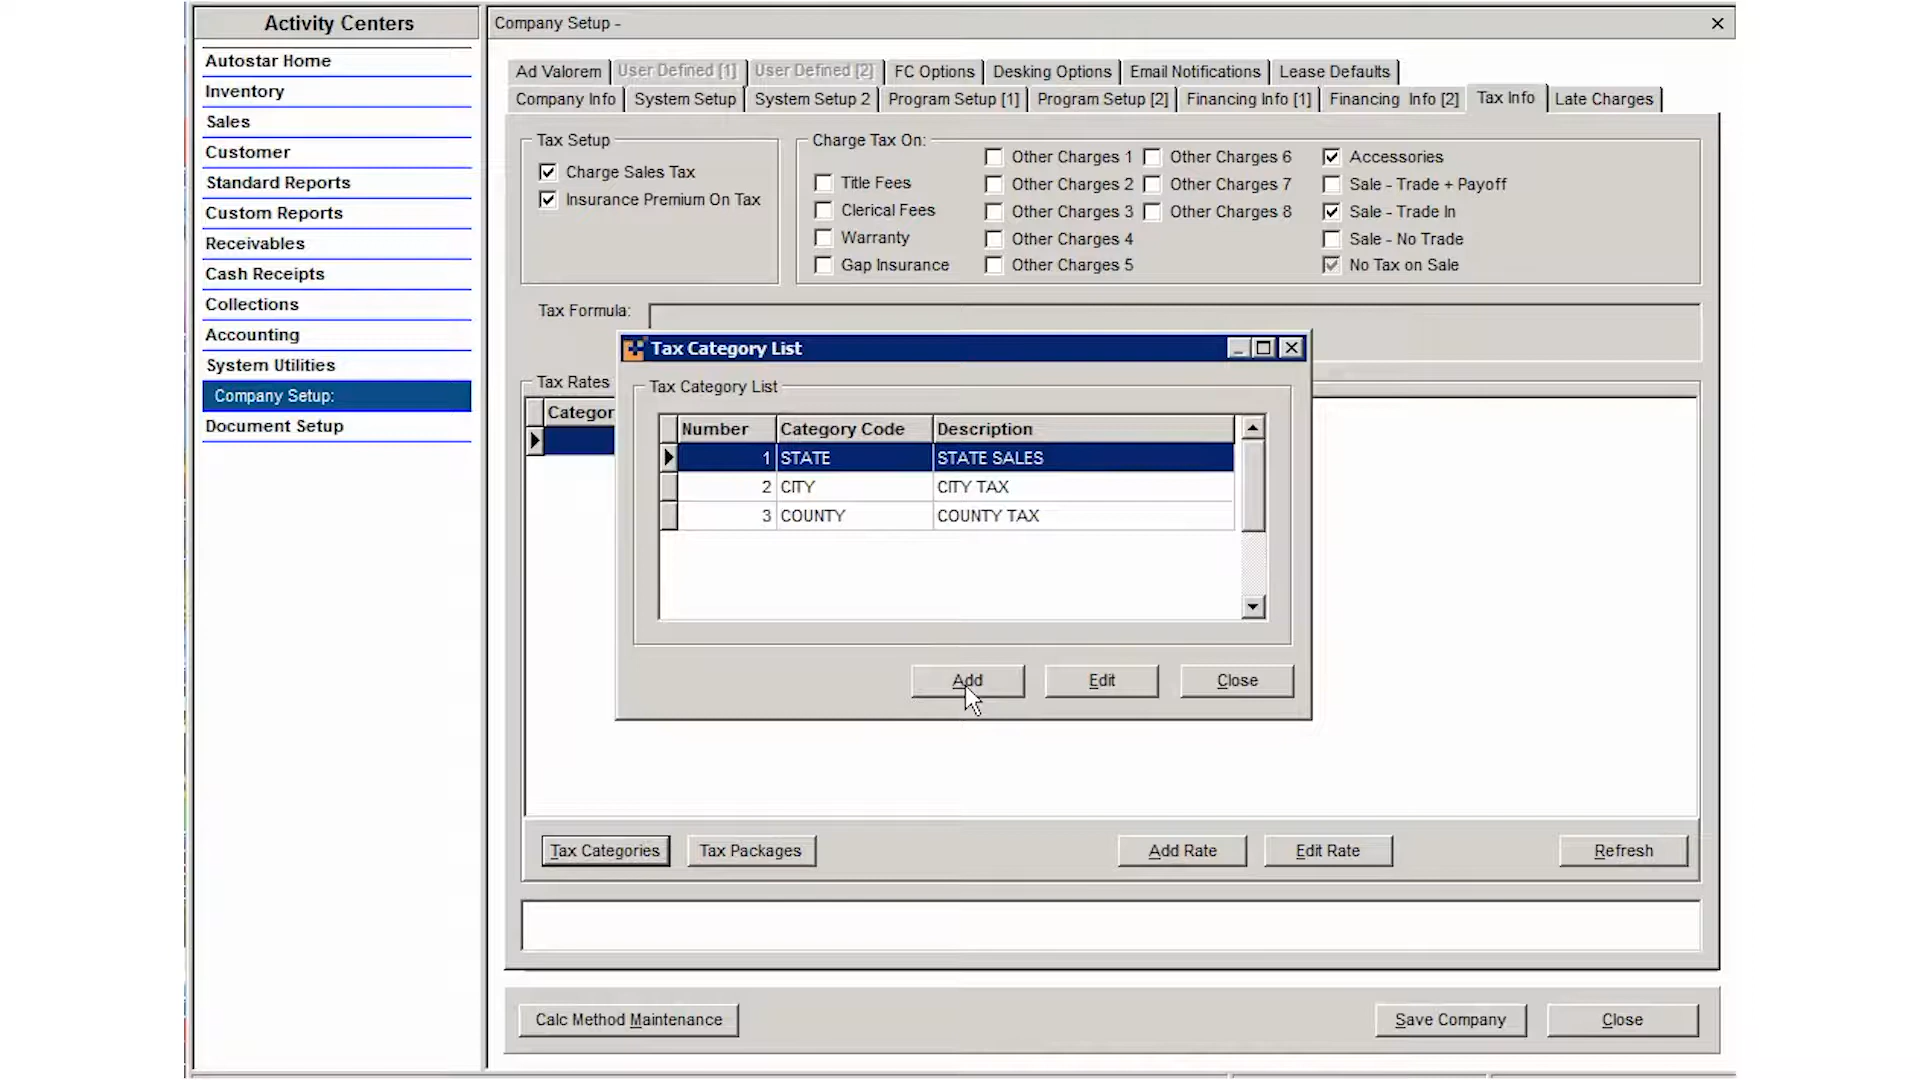 Activity Centers
Autostar Home
Inventory
Sales
Customer
Standard Reports
Custom Reports
Receivables
Cash Receipts
Collections
Accounting
System Utilities
Company Setup:
Document Setup
Company Setup -
Ad Valorem User Defined [1] User Defined [2] FC Options Desking Options Email Notifications Lease Defaults
Company Info System Setup System Setup 2 Program Setup [1] Program Setup [2] Financing Info [1] Financing Info [2] Tax Info Late Charges
Tax Setup
Charge Sales Tax
Insurance Premium On Tax
Charge Tax On:
Title Fees
Clerical Fees
Warranty
Gap Insurance
Other Charges 1
Other Charges 2
Other Charges 3
Other Charges 4
Other Charges 5
Other Charges 6
Other Charges 7
Other Charges 8
Accessories
Sale - Trade + Payoff
Sale - Trade In
Sale - No Trade
No Tax on Sale
Tax Formula:
Tax Rates
Categor
Tax Category List
Tax Category List
Number Category Code Description
1 STATE STATE SALES
2 CITY CITY TAX
3 COUNTY COUNTY TAX
Add Edit Close
Tax Categories Tax Packages Add Rate Edit Rate Refresh
Calc Method Maintenance Save Company Close